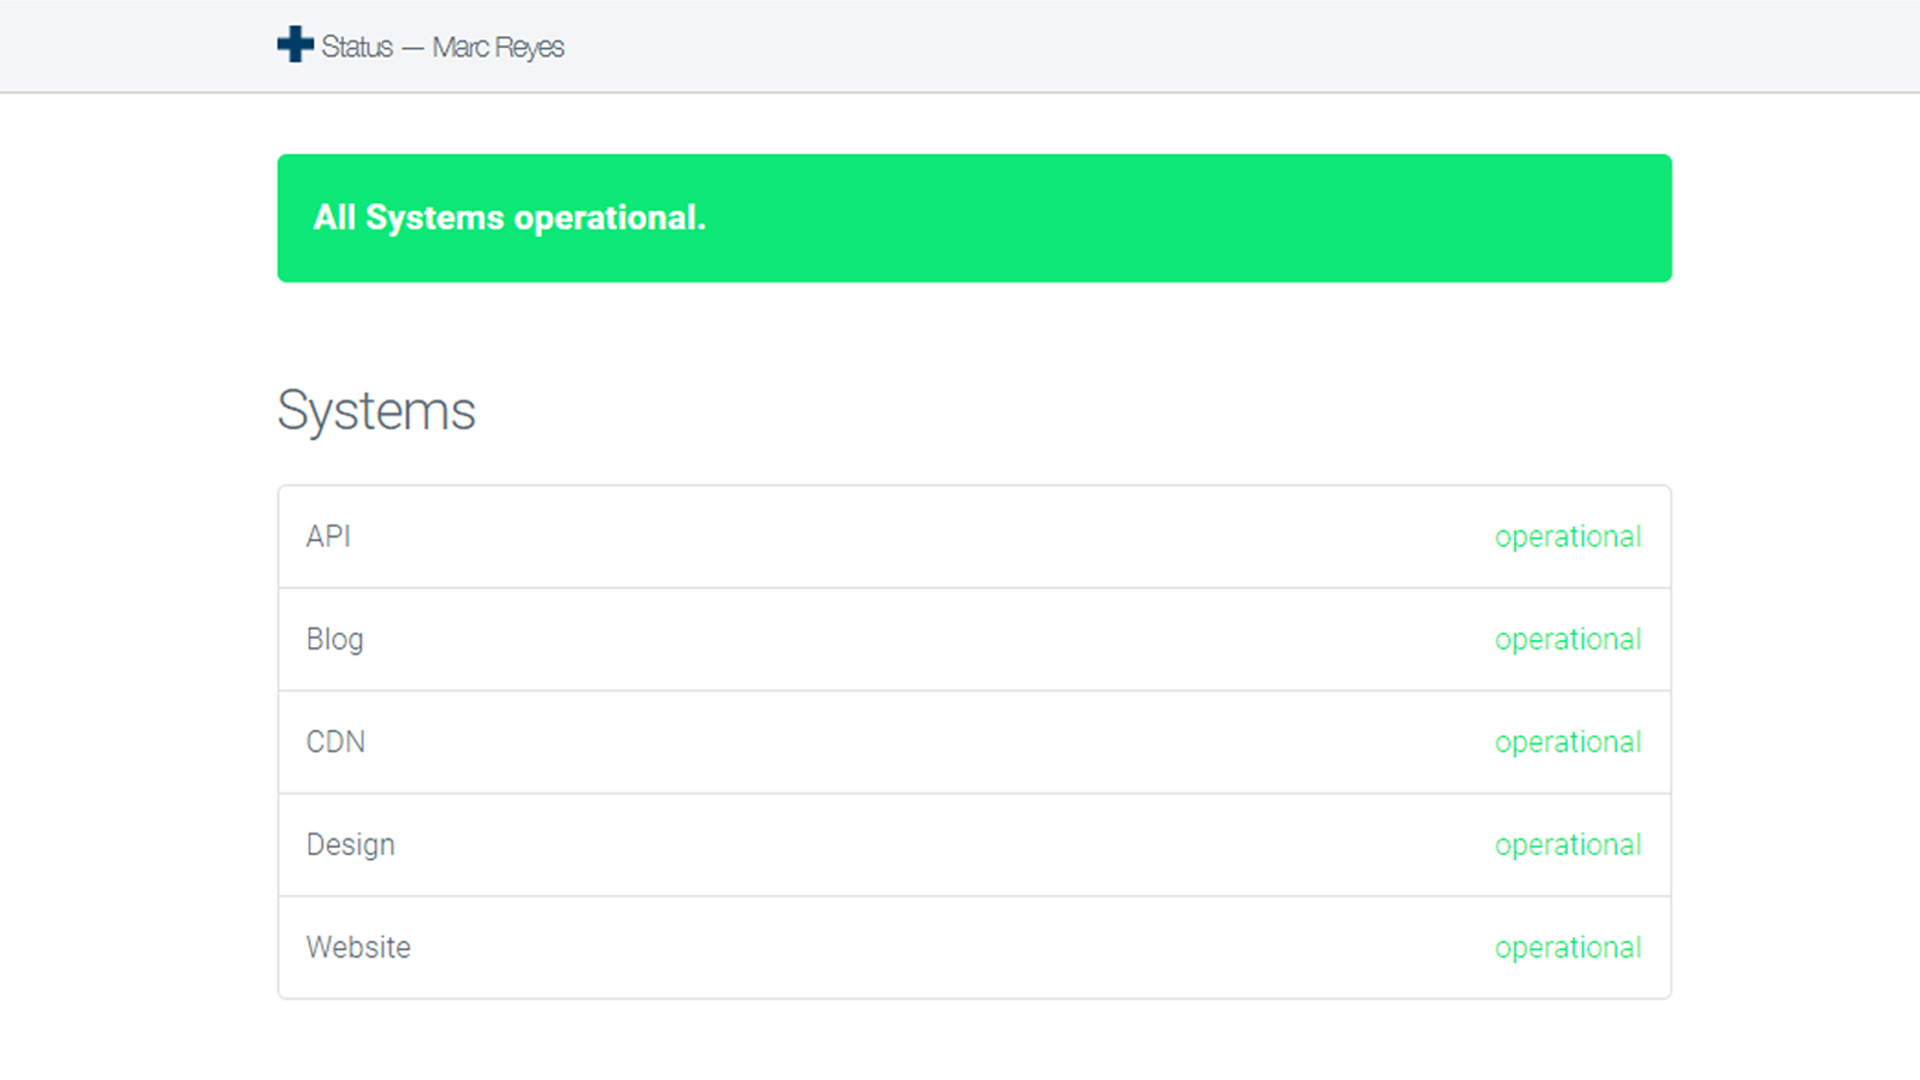 Status — Marc Reyes
All Systems operational.
Systems
API operational
Blog operational
CDN operational
Design operational
Website operational